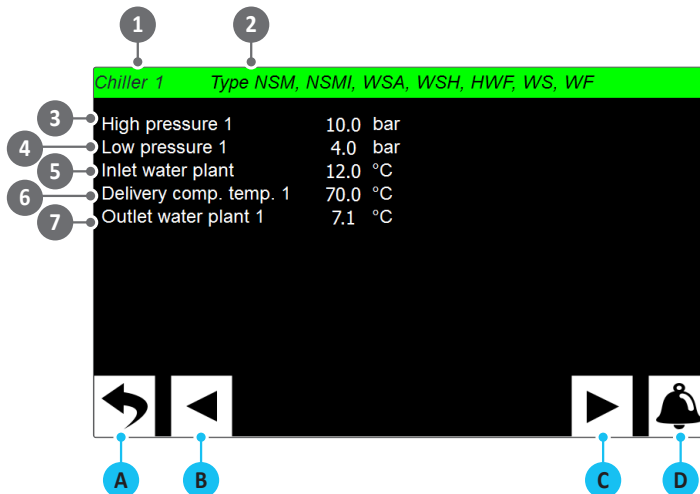 1 2
Chiller 1 Type NSM, NSMI, WSA, WSH, HWF, WS, WF
3 High pressure 1 10.0 bar
4 Low pressure 1 4.0 bar
5 Inlet water plant 12.0 °C
6 Delivery comp. temp. 1 70.0 °C
7 Outlet water plant 1 7.1 °C
A B C D